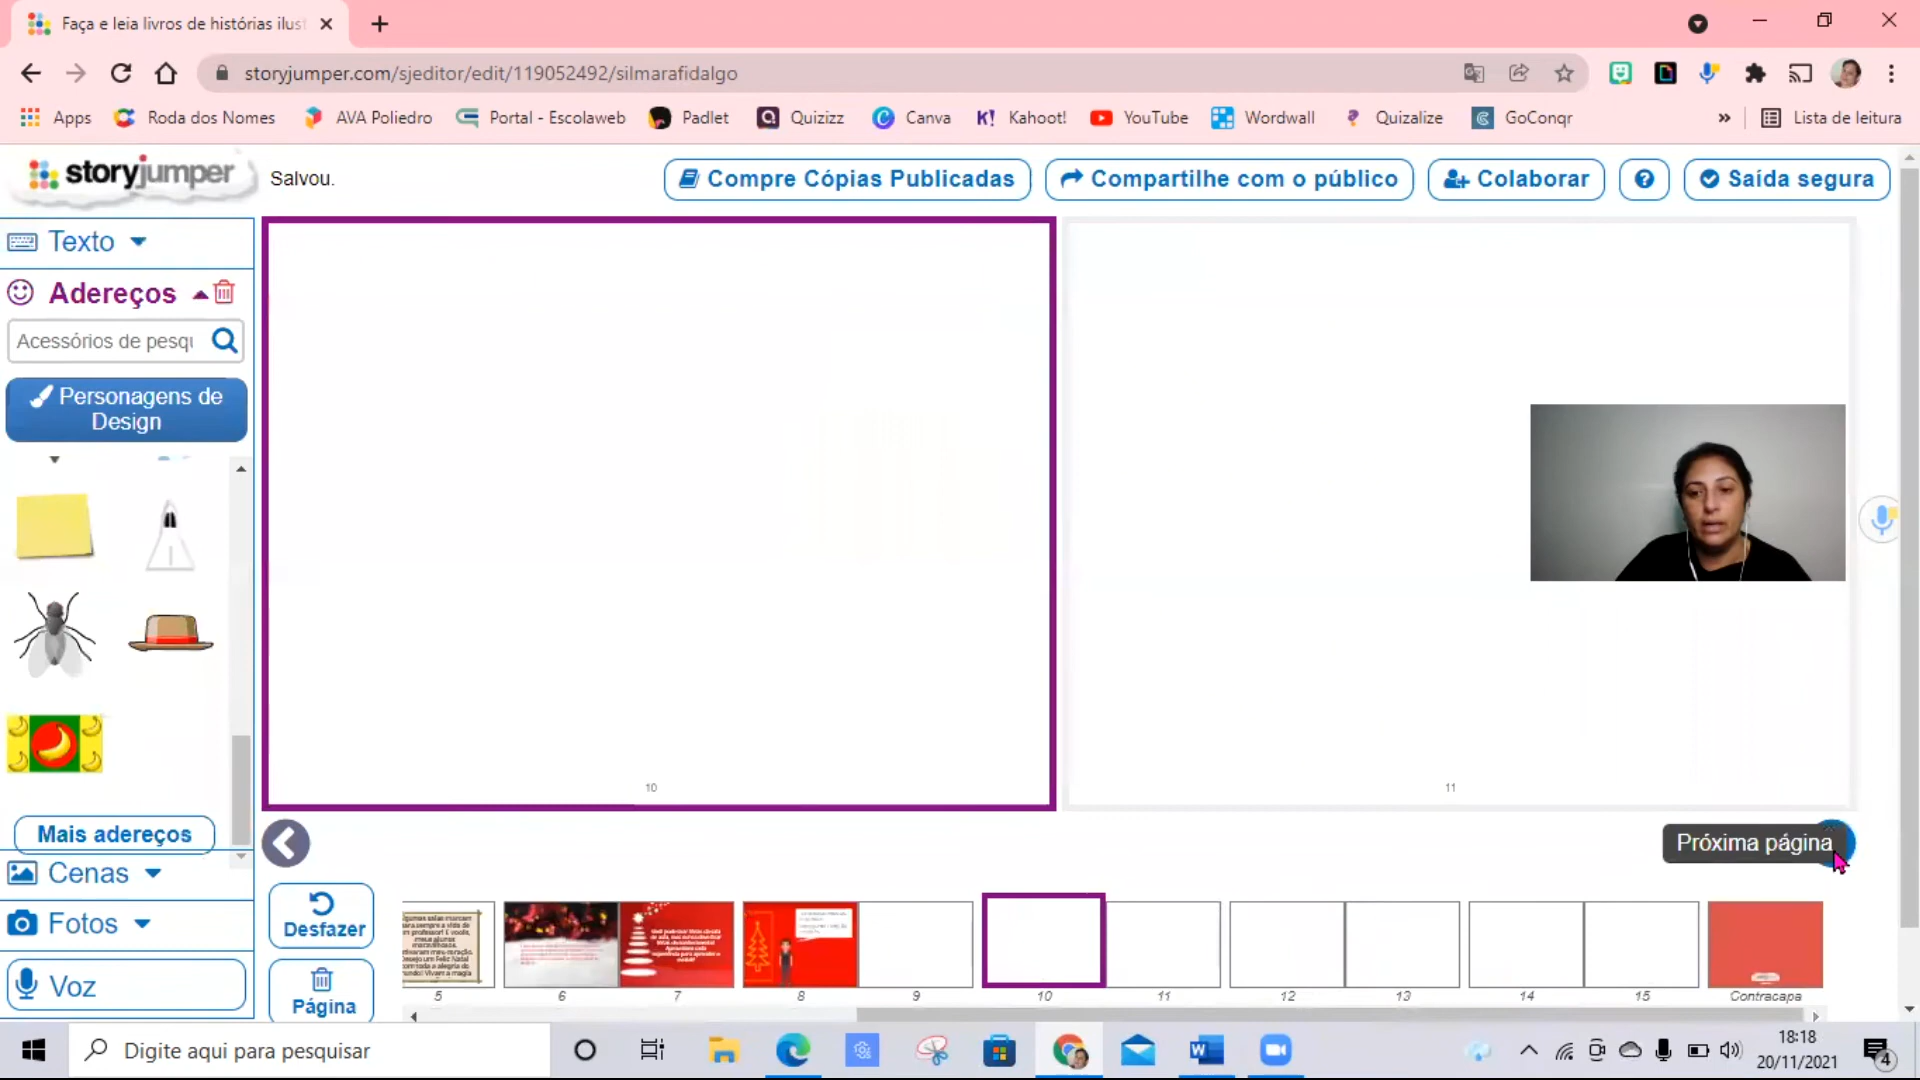 Faça e leia livros de histórias ilust
storyjumper.com/sjeditor/edit/119052492/silmarafidalgo
Apps
Roda dos Nomes
AVA Poliedro
Portal - Escolaweb
Padlet
Quizizz
Canva
K! Kahoot!
YouTube
Wordwall
Quizalize
GoConqr
»
Lista de leitura
storyjumper
Salvou.
Compre Cópias Publicadas
Compartilhe com o público
Colaborar
Saída segura
Texto
Adereços
Acessórios de pesqu
Personagens de
Design
Mais adereços
Cenas
Fotos
Voz
10
11
Próxima página
Desfazer
Página
5
6
7
8
9
10
11
12
13
14
15
Contracapa
Digite aqui para pesquisar
18:18
20/11/2021
4